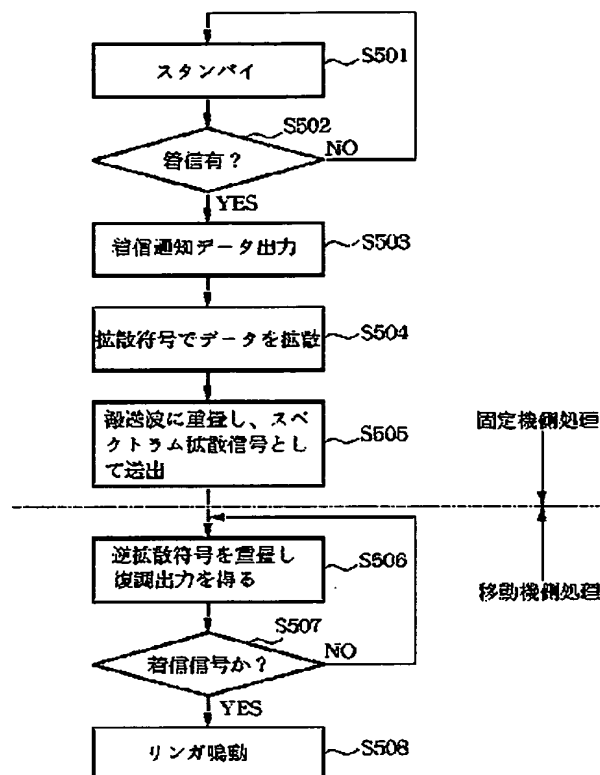 スタンバイ
S501
S502
着信有？
NO
YES
着信通知データ出力
S503
拡散符号でデータを拡散
S504
搬送波に重畳し、スペ
クトラム拡散信号とし
て送出
S505
固定機側処理
逆拡散符号を重畳し
復調出力を得る
S506
移動機側処理
S507
着信信号か？
NO
YES
リンガ鳴動
S508